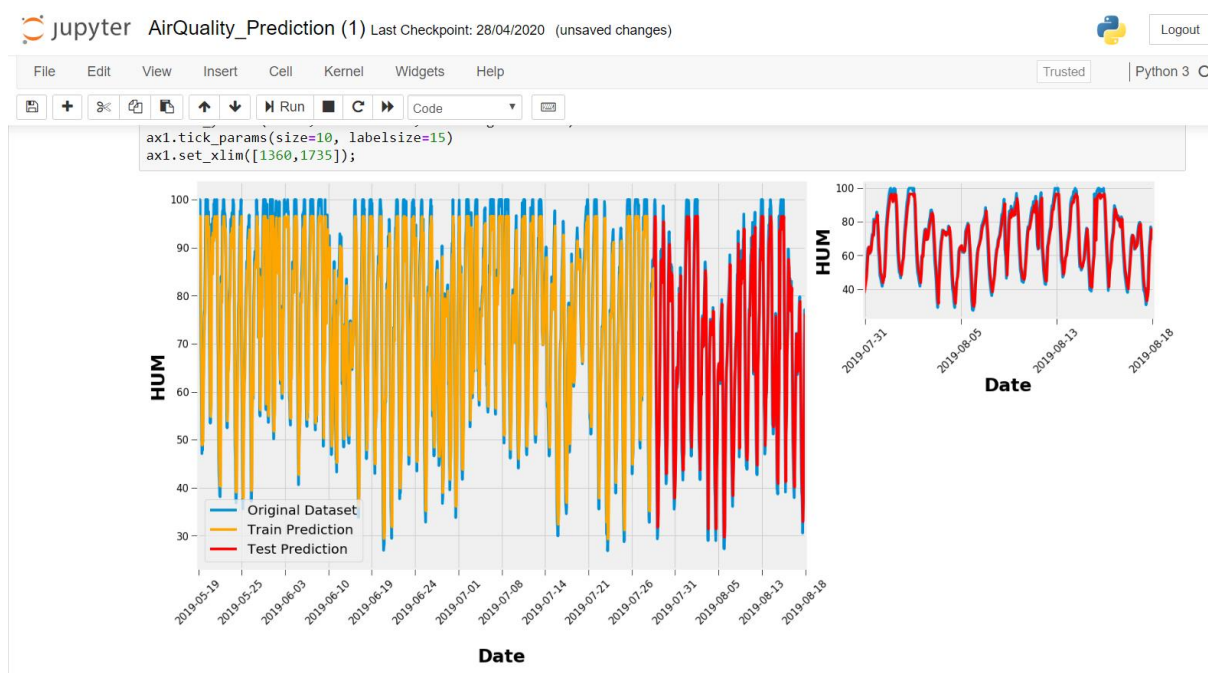 jupyter AirQuality_Prediction (1) Last Checkpoint: 28/04/2020 (unsaved changes)
Logout
File Edit View Insert Cell Kernel Widgets Help
Trusted
Python 3
Run
Code
ax1.tick_params(size=10, labelsize=15)
ax1.set_xlim([1360,1735]);
100
90
80
70
60
50
40
30
HUM
Original Dataset
Train Prediction
Test Prediction
2019-05-19
2019-05-25
2019-06-03
2019-06-10
2019-06-19
2019-06-24
2019-07-01
2019-07-08
2019-07-14
2019-07-21
2019-07-26
2019-07-31
2019-08-05
2019-08-13
2019-08-18
Date
100
80
60
40
HUM
2019-07-31
2019-08-05
2019-08-13
2019-08-18
Date